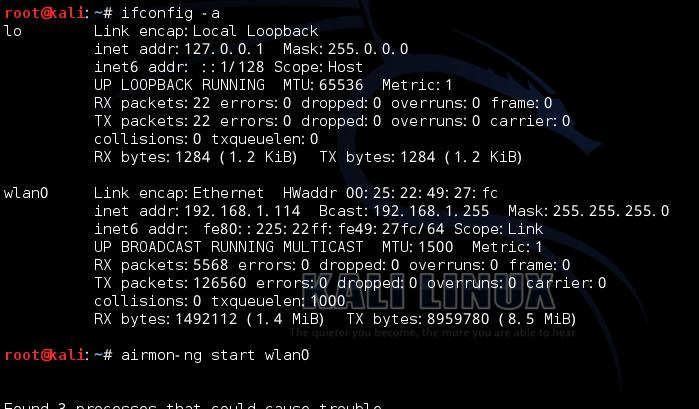 root@kali:~# ifconfig -a
lo Link encap:Local Loopback
inet addr:127.0.0.1 Mask:255.0.0.0
inet6 addr: ::1/128 Scope:Host
UP LOOPBACK RUNNING MTU:65536 Metric:1
RX packets:22 errors:0 dropped:0 overruns:0 frame:0
TX packets:22 errors:0 dropped:0 overruns:0 carrier:0
collisions:0 txqueuelen:0
RX bytes:1284 (1.2 KiB) TX bytes:1284 (1.2 KiB)
wlan0 Link encap:Ethernet HWaddr 00:25:22:49:27:fc
inet addr:192.168.1.114 Bcast:192.168.1.255 Mask:255.255.255.0
inet6 addr: fe80::225:22ff:fe49:27fc/64 Scope:Link
UP BROADCAST RUNNING MULTICAST MTU:1500 Metric:1
RX packets:5568 errors:0 dropped:0 overruns:0 frame:0
TX packets:126560 errors:0 dropped:0 overruns:0 carrier:0
collisions:0 txqueuelen:1000
RX bytes:1492112 (1.4 MiB) TX bytes:8959780 (8.5 MiB)
KALI LINUX
The quieter you become, the more you are able to hear.
root@kali:~# airmon-ng start wlan0
Found 3 processes that could cause trouble